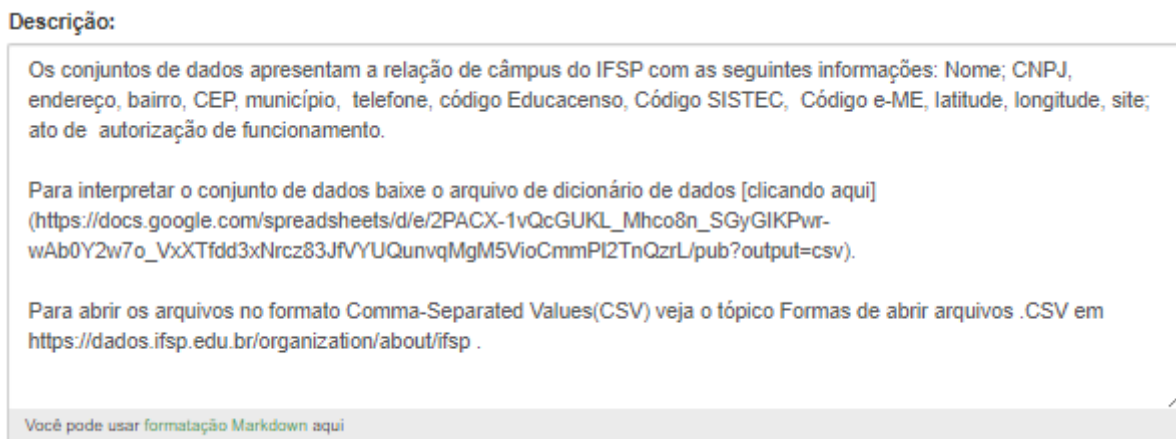 Descrição:
Os conjuntos de dados apresentam a relação de câmpus do IFSP com as seguintes informações: Nome; CNPJ,
endereço, bairro, CEP, município,  telefone, código Educacenso, Código SISTEC,  Código e-ME, latitude, longitude, site;
ato de  autorização de funcionamento.
Para interpretar o conjunto de dados baixe o arquivo de dicionário de dados [clicando aqui]
(https://docs.google.com/spreadsheets/d/e/2PACX-1vQcGUKL_Mhco8n_SGyGIKPwr-
wAb0Y2w7o_VxXTfdd3xNrcz83JfVYUQunvqMgM5VioCmmPI2TnQzrL/pub?output=csv).
Para abrir os arquivos no formato Comma-Separated Values(CSV) veja o tópico Formas de abrir arquivos .CSV em
https://dados.ifsp.edu.br/organization/about/ifsp .
Você pode usar formatação Markdown aqui